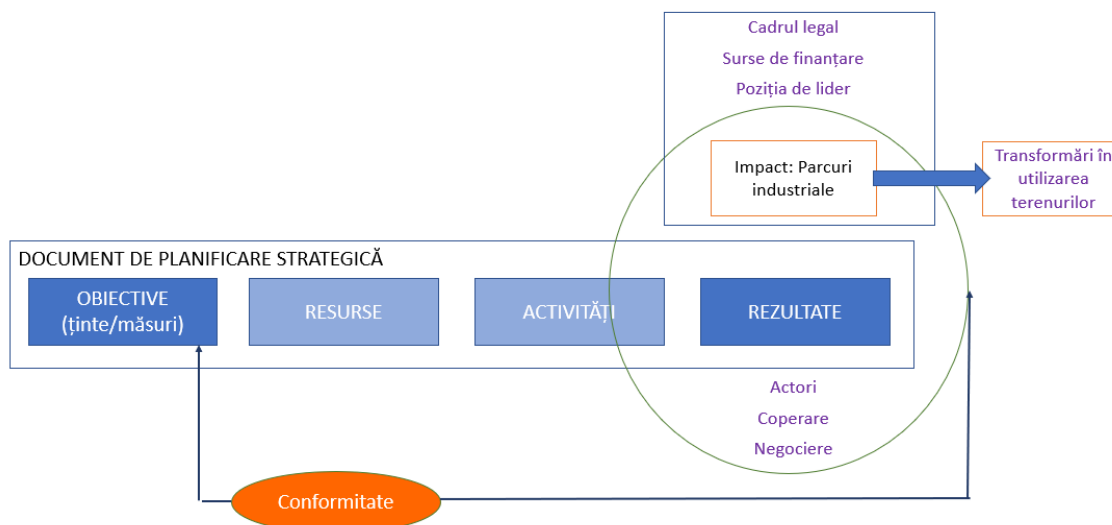 Cadrul legal
Surse de finanțare
Poziția de lider
Impact: Parcuri
industriale
Transformări în
utilizarea
terenurilor
DOCUMENT DE PLANIFICARE STRATEGICĂ
OBIECTIVE
(ținte/măsuri)
RESURSE
ACTIVITĂȚI
REZULTATE
Actori
Coperare
Negociere
Conformitate